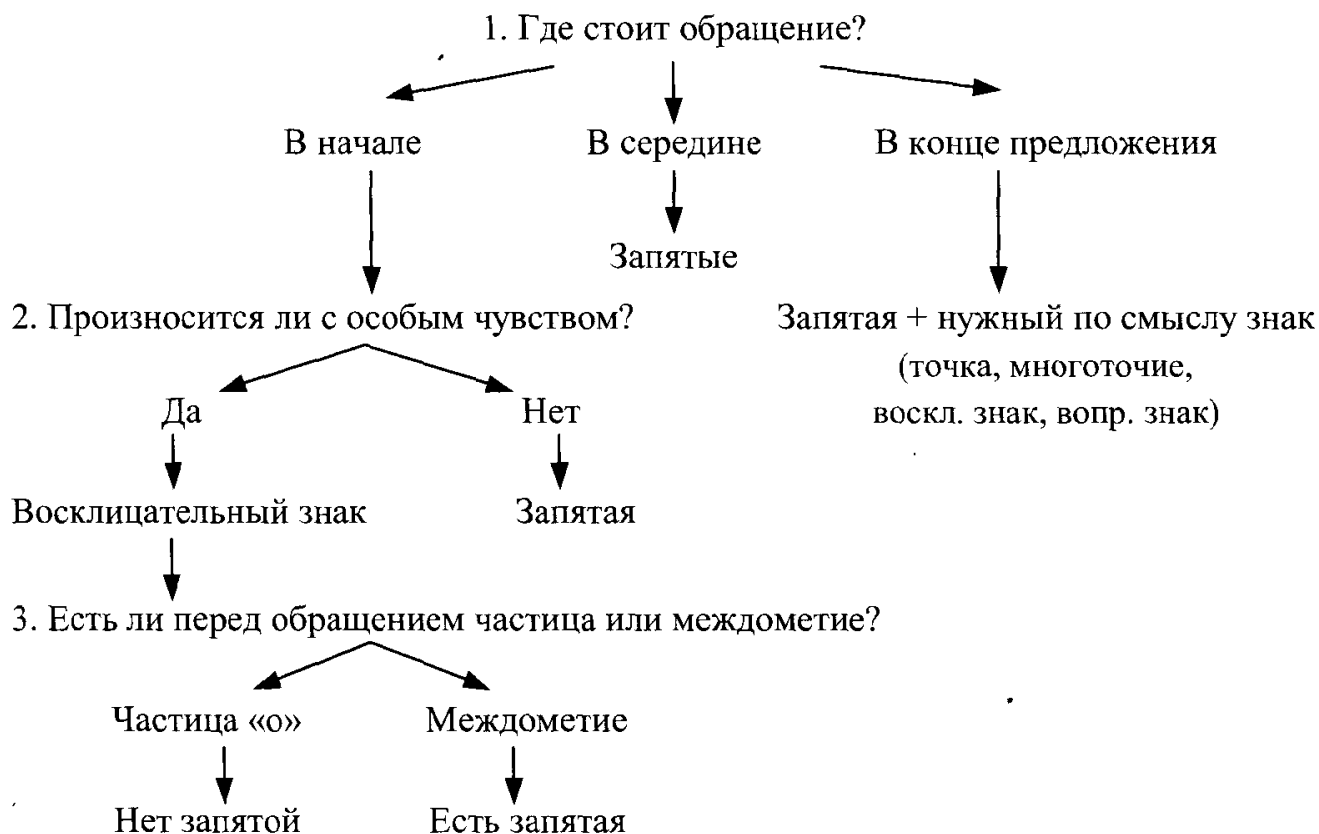 1. Где стоит обращение?
В начале
В середине
В конце предложения
Запятые
2. Произносится ли с особым чувством?
Запятая + нужный по смыслу знак
(точка, многоточие,
воскл. знак, вопр. знак)
Да
Нет
Восклицательный знак
Запятая
3. Есть ли перед обращением частица или междометие?
Частица «о»
Междометие
Нет запятой
Есть запятая